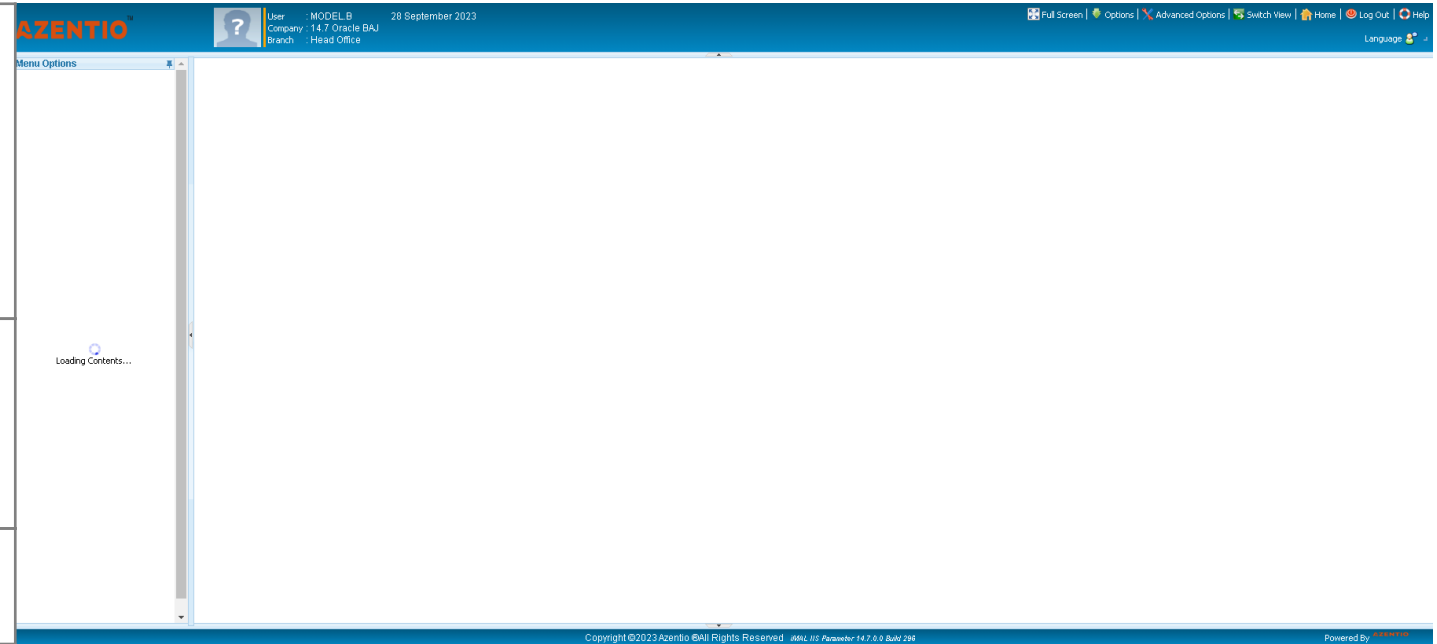 AZENTIO
User : MODEL.B 28 September 2023
Company : 14.7 Oracle BAJ
Branch : Head Office
Full Screen | Options | Advanced Options | Switch View | Home | Log Out | Help
Language
Menu Options
Loading Contents...
Copyright ©2023 Azentio ®All Rights Reserved iMAL IIS Parameter 14.7.0.0 Build 296
Powered By AZENTIO